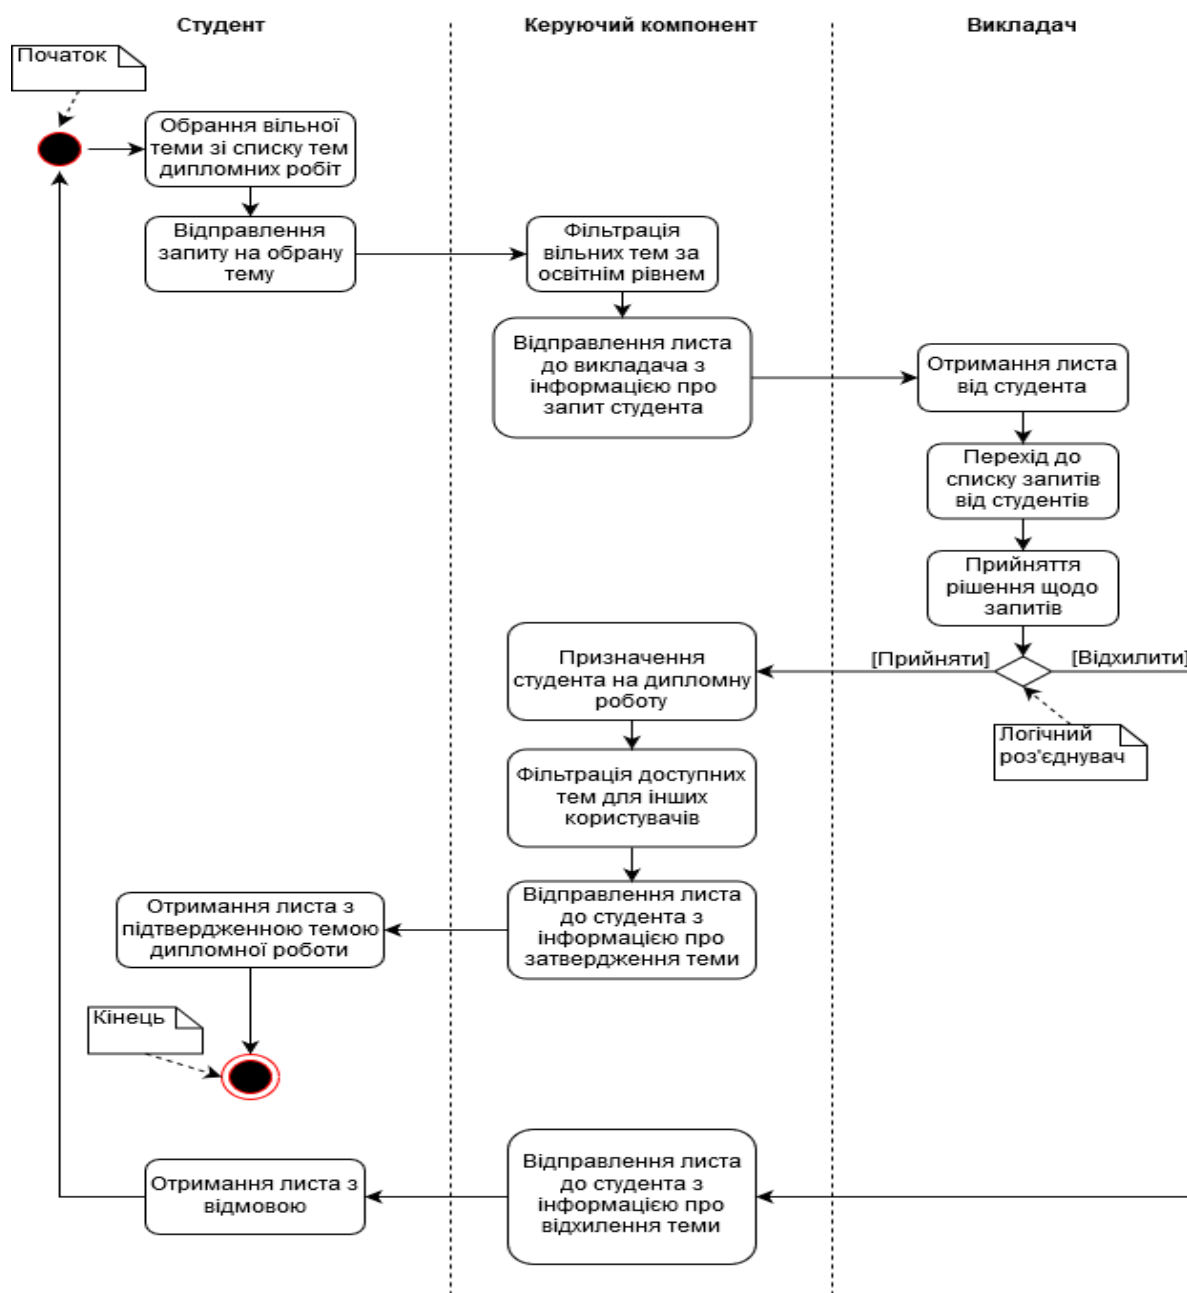 Студент
Керуючий компонент
Викладач
Початок
Обрання вільної
теми зі списку тем
дипломних робіт
Відправлення
запиту на обрану
тему
Фільтрація
вільних тем за
освітнім рівнем
Відправлення листа
до викладача з
інформацією про
запит студента
Отримання листа
від студента
Перехід до
списку запитів
від студентів
Прийняття
рішення щодо
запитів
[Прийняти]
[Відхилити]
Логічний
роз'єднувач
Призначення
студента на дипломну
роботу
Фільтрація доступних
тем для інших
користувачів
Відправлення листа
до студента з
інформацією про
затвердження теми
Отримання листа з
підтвердженною темою
дипломної роботи
Кінець
Відправлення листа
до студента з
інформацією про
відхилення теми
Отримання листа з
відмовою